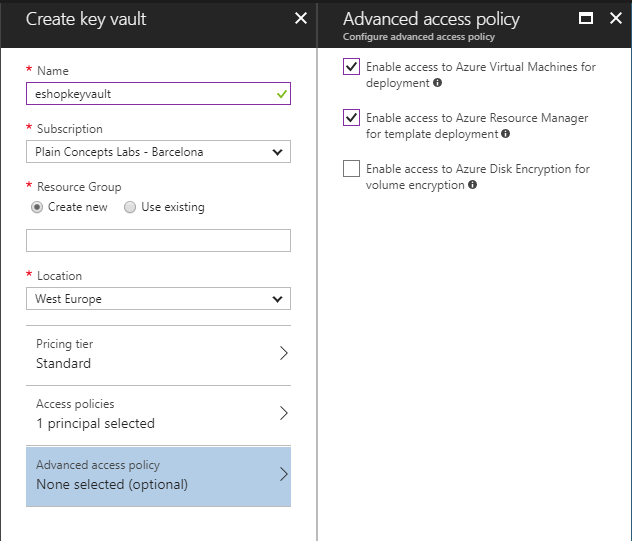 Create key vault
* Name
eshopkeyvault
* Subscription
Plain Concepts Labs - Barcelona
* Resource Group
Create new
Use existing
* Location
West Europe
Pricing tier
Standard
Access policies
1 principal selected
Advanced access policy
None selected (optional)
Advanced access policy
Configure advanced access policy
Enable access to Azure Virtual Machines for
deployment
Enable access to Azure Resource Manager
for template deployment
Enable access to Azure Disk Encryption for
volume encryption